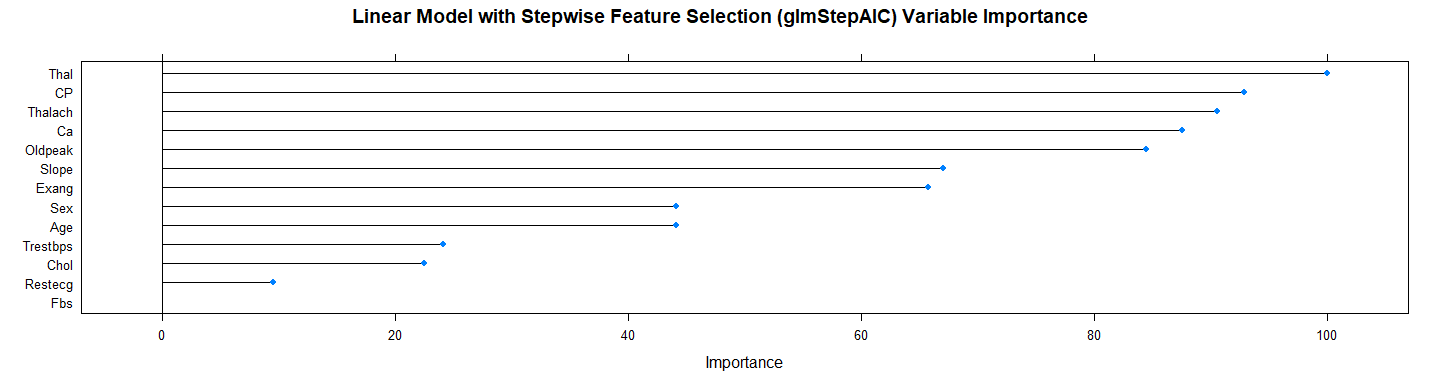 Linear Model with Stepwise Feature Selection (glmStepAIC) Variable Importance
Thal
CP
Thalach
Ca
Oldpeak
Slope
Exang
Sex
Age
Trestbps
Chol
Restecg
Fbs
0 20 40 60 80 100
Importance